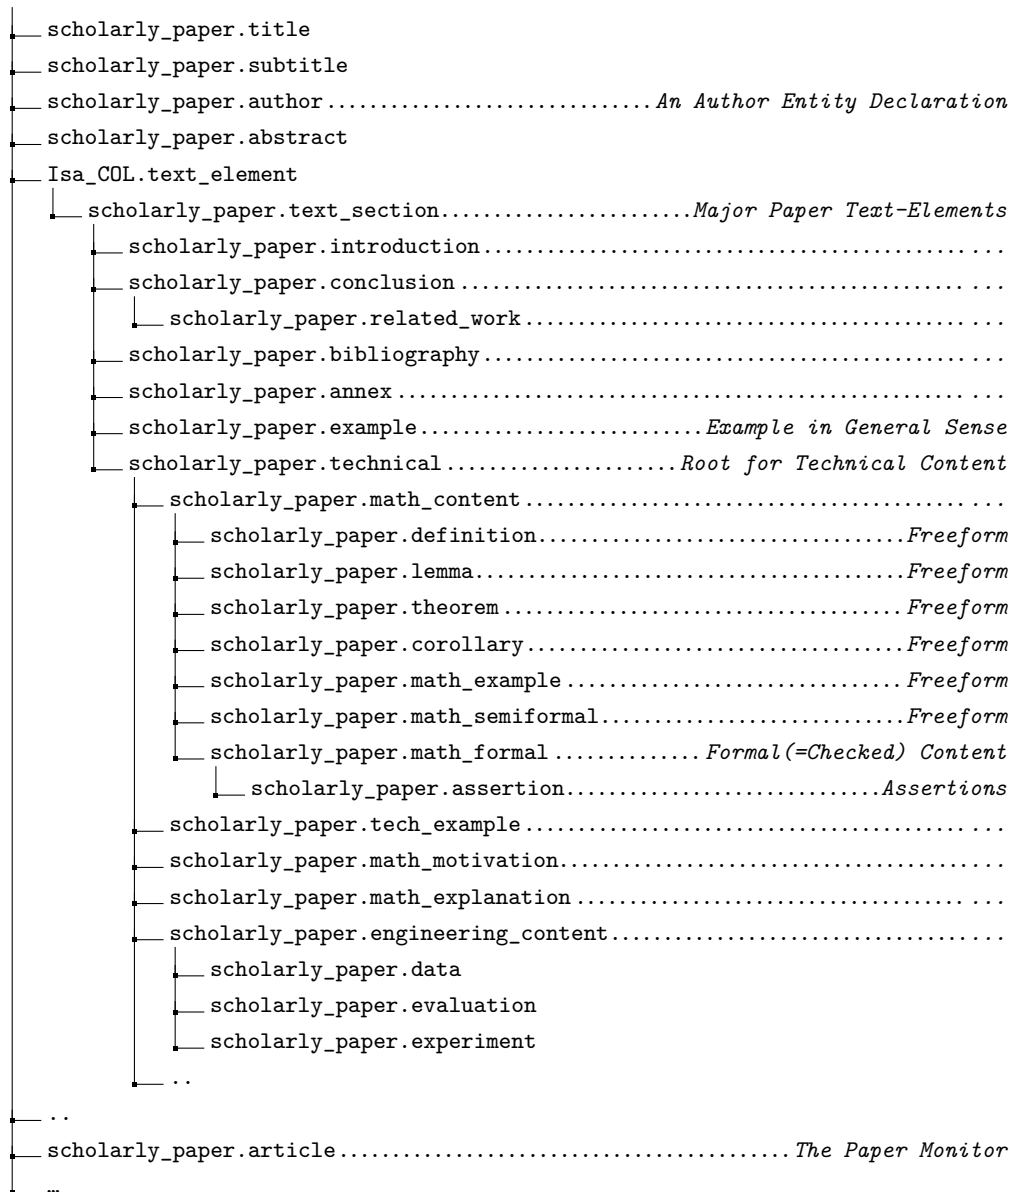 scholarly_paper.title
scholarly_paper.subtitle
scholarly_paper.author..............................An Author Entity Declaration
scholarly_paper.abstract
Isa_COL.text_element
scholarly_paper.text_section........................Major Paper Text-Elements
scholarly_paper.introduction.................................................. ...
scholarly_paper.conclusion.................................................... ...
scholarly_paper.related_work.............................................. ...
scholarly_paper.bibliography.................................................. ...
scholarly_paper.annex.......................................................... ...
scholarly_paper.example...........................Example in General Sense
scholarly_paper.technical......................Root for Technical Content
scholarly_paper.math_content.............................................. ...
scholarly_paper.definition...................................Freeform
scholarly_paper.lemma.........................................Freeform
scholarly_paper.theorem......................................Freeform
scholarly_paper.corollary....................................Freeform
scholarly_paper.math_example................................Freeform
scholarly_paper.math_semiformal.............................Freeform
scholarly_paper.math_formal..............Formal(=Checked) Content
scholarly_paper.assertion..............................Assertions
scholarly_paper.tech_example.............................................. ...
scholarly_paper.math_motivation........................................... ...
scholarly_paper.math_explanation......................................... ...
scholarly_paper.engineering_content...................................... ...
scholarly_paper.data
scholarly_paper.evaluation
scholarly_paper.experiment
..
..
scholarly_paper.article...........................................The Paper Monitor
…